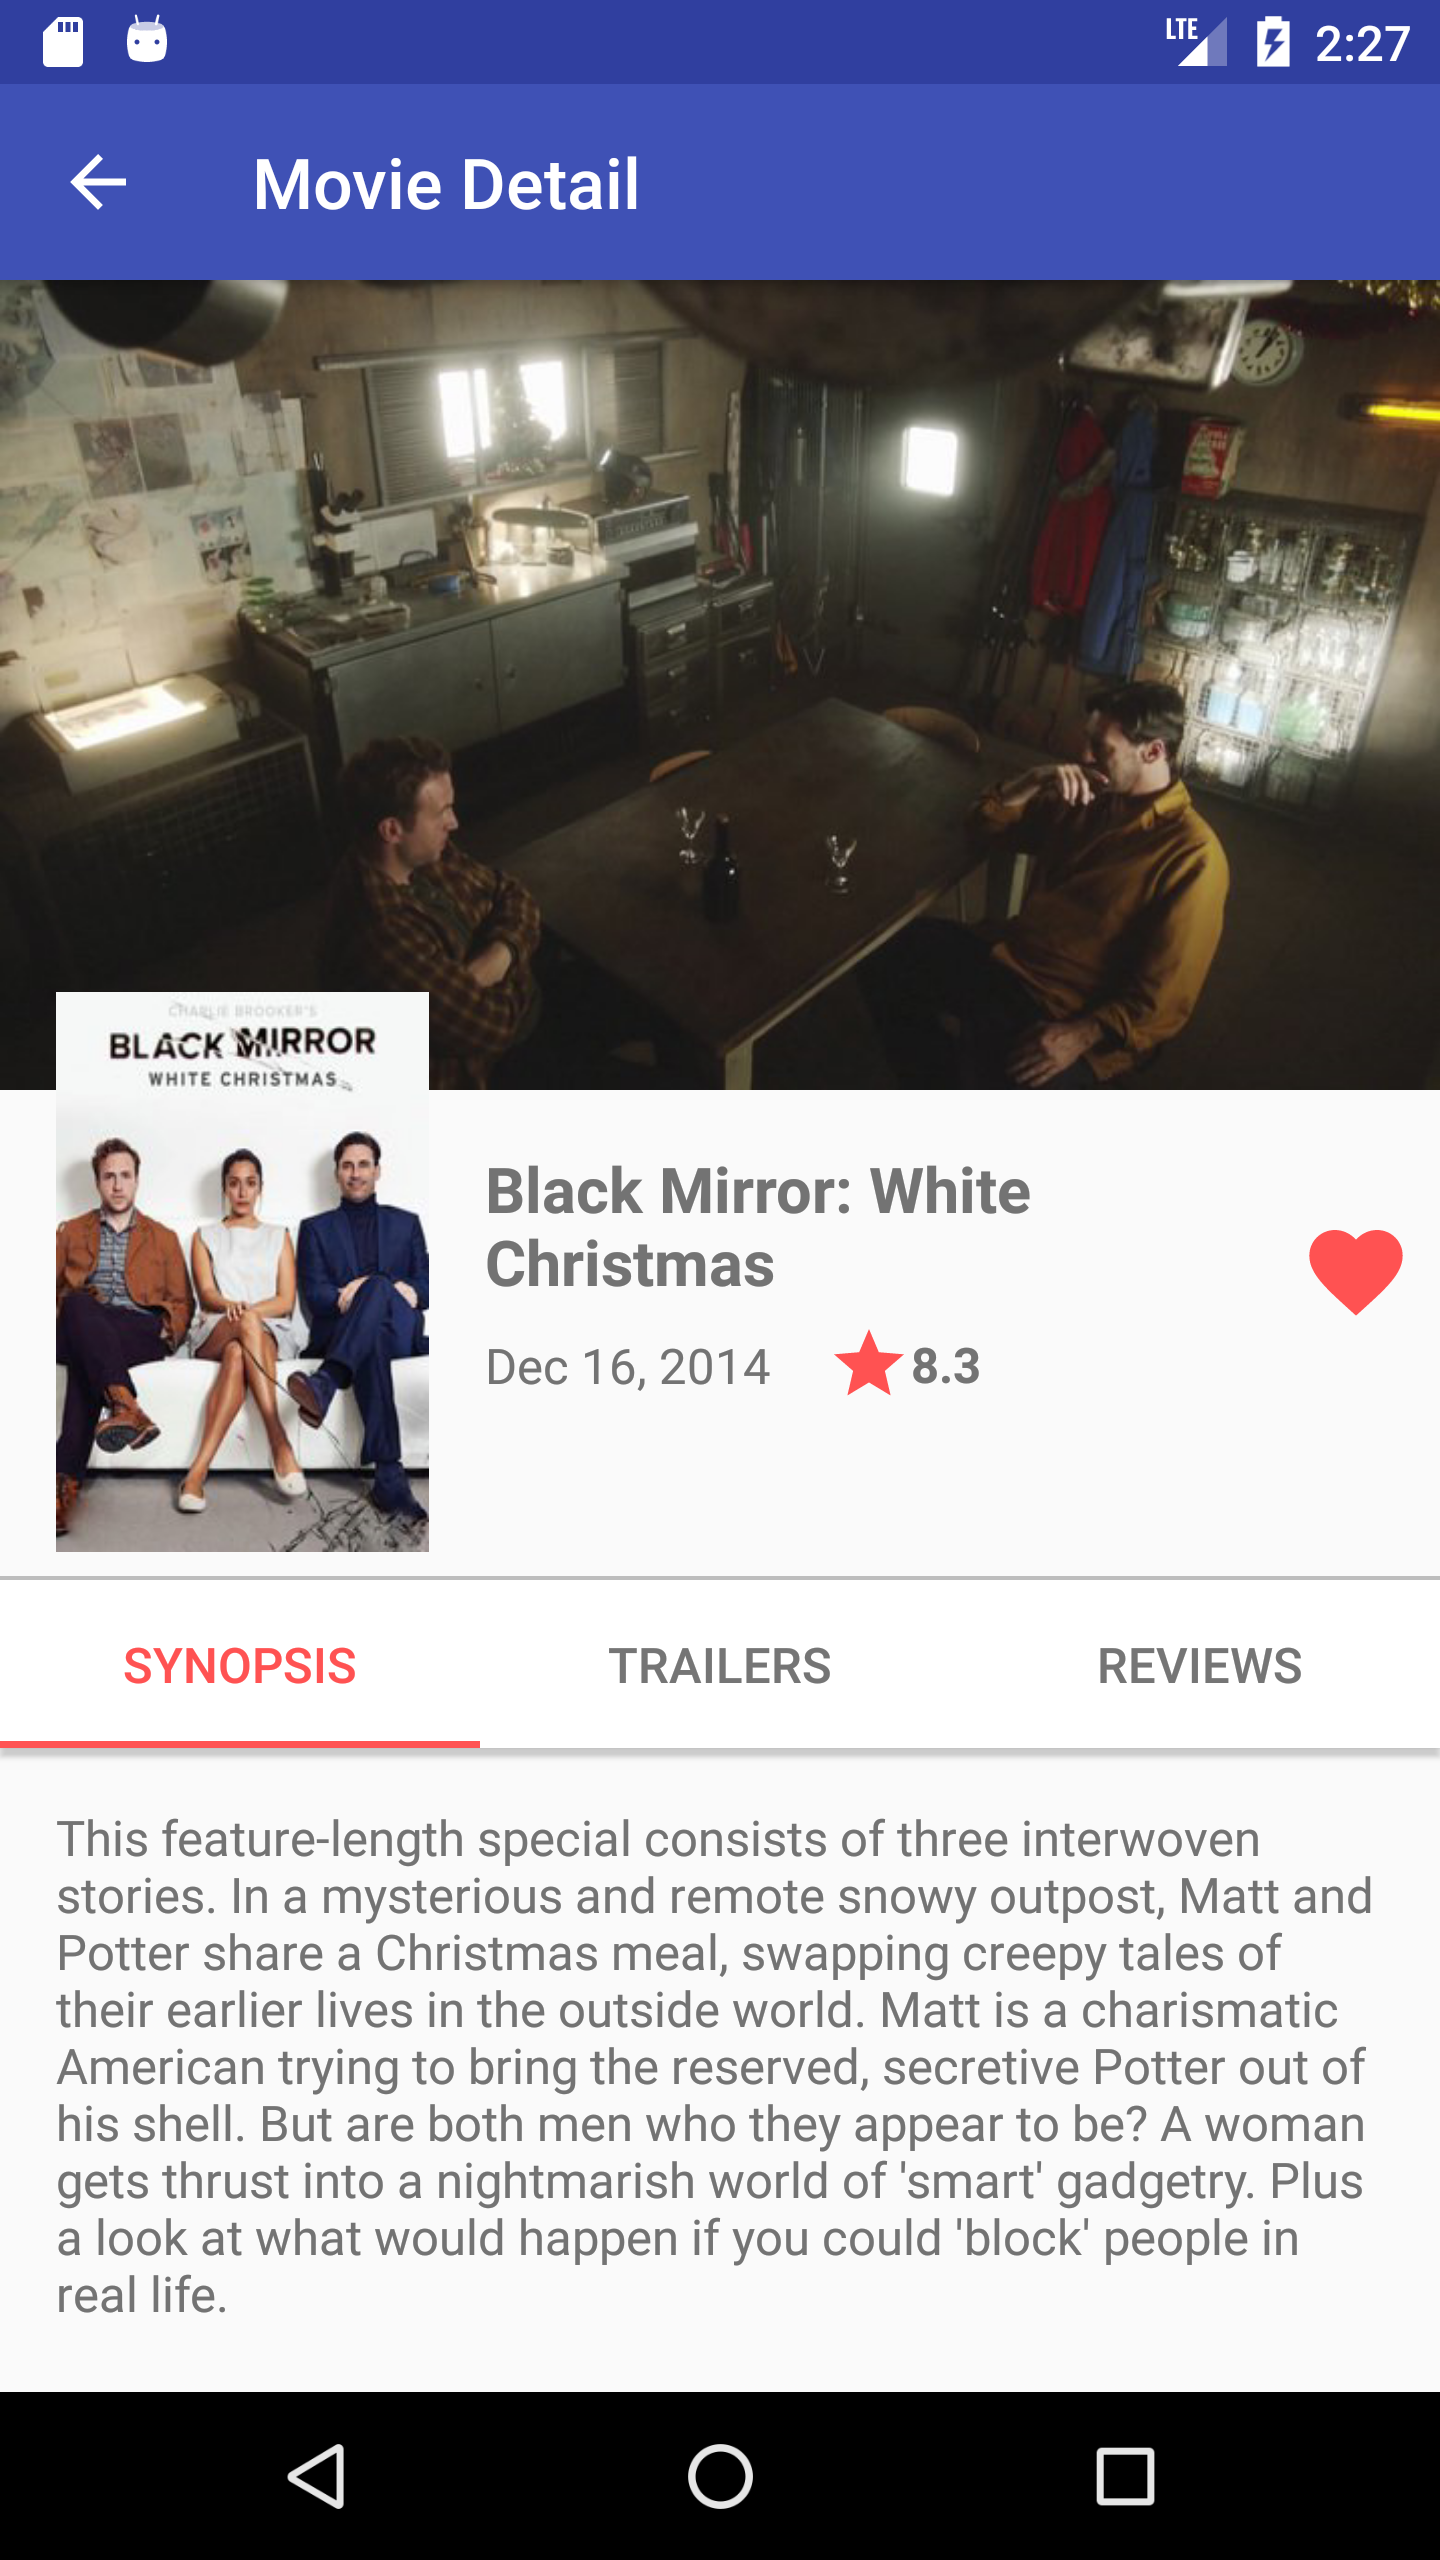 LTE 2:27
Movie Detail
CHARLIE BROOKER'S
BLACK MIRROR
WHITE CHRISTMAS
Black Mirror: White
Christmas
Dec 16, 2014 8.3
SYNOPSIS TRAILERS REVIEWS
This feature-length special consists of three interwoven
stories. In a mysterious and remote snowy outpost, Matt and
Potter share a Christmas meal, swapping creepy tales of
their earlier lives in the outside world. Matt is a charismatic
American trying to bring the reserved, secretive Potter out of
his shell. But are both men who they appear to be? A woman
gets thrust into a nightmarish world of 'smart' gadgetry. Plus
a look at what would happen if you could 'block' people in
real life.